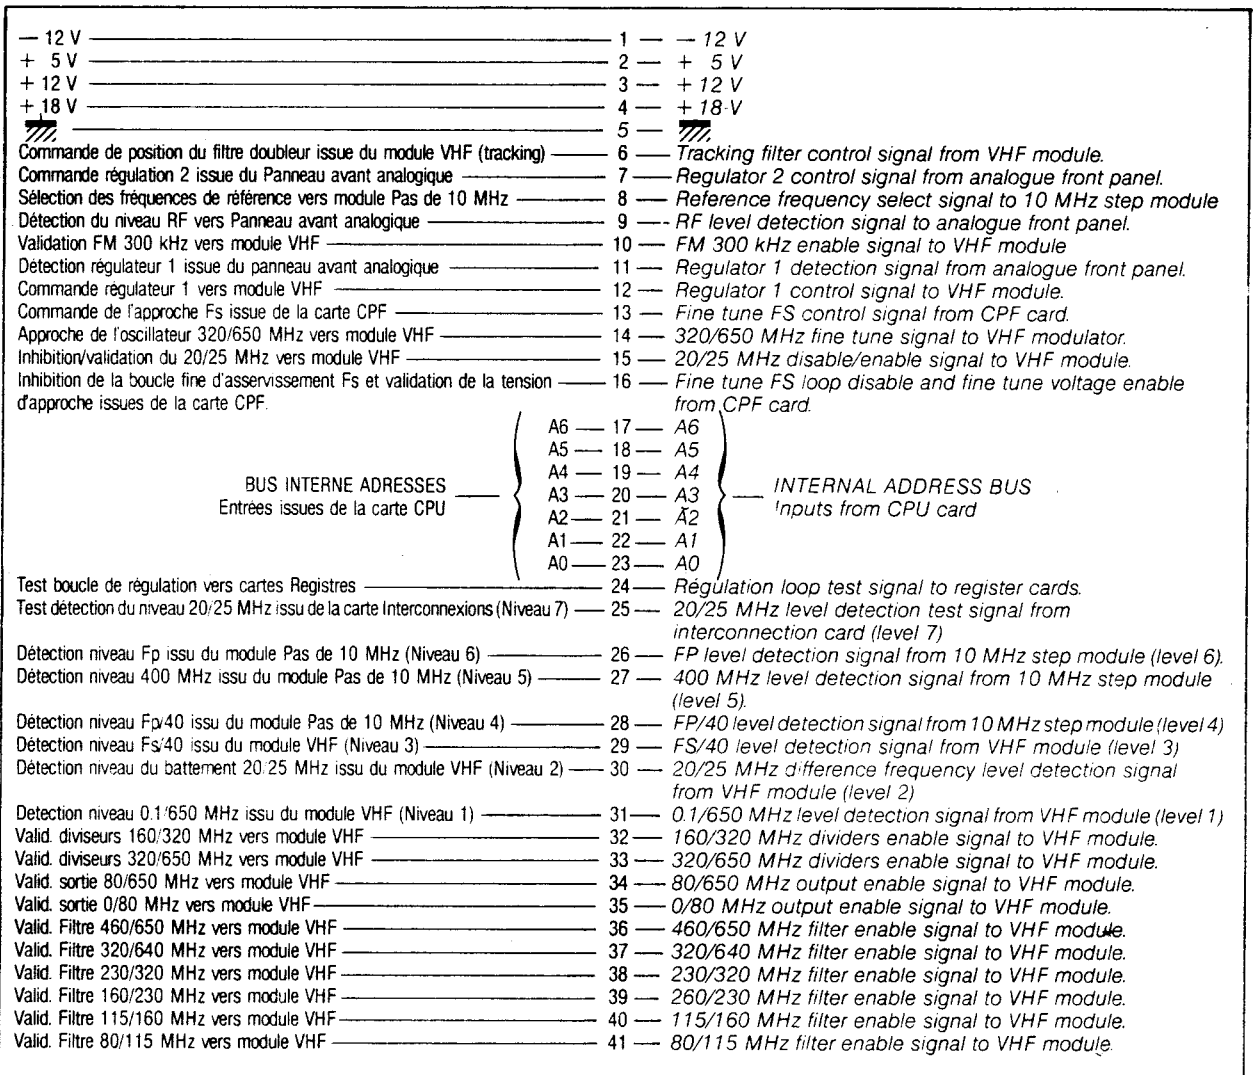 — 12 V — 1 — — 12 V
+ 5 V — 2 — + 5 V
+ 12 V — 3 — + 12 V
+ 18 V — 4 — + 18 V
5
Commande de position du filtre doubleur issue du module VHF (tracking) — 6 — Tracking filter control signal from VHF module.
Commande régulation 2 issue du Panneau avant analogique — 7 — Regulator 2 control signal from analogue front panel.
Sélection des fréquences de référence vers module Pas de 10 MHz — 8 — Reference frequency select signal to 10 MHz step module
Détection du niveau RF vers Panneau avant analogique — 9 — RF level detection signal to analogue front panel.
Validation FM 300 kHz vers module VHF — 10 — FM 300 kHz enable signal to VHF module
Détection régulateur 1 issue du panneau avant analogique — 11 — Regulator 1 detection signal from analogue front panel.
Commande régulateur 1 vers module VHF — 12 — Regulator 1 control signal to VHF module.
Commande de l'approche Fs issue de la carte CPF — 13 — Fine tune FS control signal from CPF card.
Approche de l'oscillateur 320/650 MHz vers module VHF — 14 — 320/650 MHz fine tune signal to VHF modulator.
Inhibition/validation du 20/25 MHz vers module VHF — 15 — 20/25 MHz disable/enable signal to VHF module.
Inhibition de la boucle fine d'asservissement Fs et validation de la tension — 16 — Fine tune FS loop disable and fine tune voltage enable
d'approche issues de la carte CPF. from CPF card.
A6 — 17 — A6
A5 — 18 — A5
A4 — 19 — A4
BUS INTERNE ADRESSES — A3 — 20 — A3 — INTERNAL ADDRESS BUS
Entrées issues de la carte CPU A2 — 21 — A2 Inputs from CPU card
A1 — 22 — A1
A0 — 23 — A0
Test boucle de régulation vers cartes Registres — 24 — Régulation loop test signal to register cards.
Test détection du niveau 20/25 MHz issu de la carte Interconnexions (Niveau 7) — 25 — 20/25 MHz level detection test signal from
interconnection card (level 7)
Détection niveau Fp issu du module Pas de 10 MHz (Niveau 6) — 26 — FP level detection signal from 10 MHz step module (level 6).
Détection niveau 400 MHz issu du module Pas de 10 MHz (Niveau 5) — 27 — 400 MHz level detection signal from 10 MHz step module
(level 5).
Détection niveau Fp/40 issu du module Pas de 10 MHz (Niveau 4) — 28 — FP/40 level detection signal from 10 MHz step module (level 4)
Détection niveau Fs/40 issu du module VHF (Niveau 3) — 29 — FS/40 level detection signal from VHF module (level 3)
Détection niveau du battement 20/25 MHz issu du module VHF (Niveau 2) — 30 — 20/25 MHz difference frequency level detection signal
from VHF module (level 2)
Detection niveau 0.1/650 MHz issu du module VHF (Niveau 1) — 31 — 0.1/650 MHz level detection signal from VHF module (level 1)
Valid. diviseurs 160/320 MHz vers module VHF — 32 — 160/320 MHz dividers enable signal to VHF module.
Valid. diviseurs 320/650 MHz vers module VHF — 33 — 320/650 MHz dividers enable signal to VHF module.
Valid. sortie 80/650 MHz vers module VHF — 34 — 80/650 MHz output enable signal to VHF module.
Valid. sortie 0/80 MHz vers module VHF — 35 — 0/80 MHz output enable signal to VHF module.
Valid. Filtre 460/650 MHz vers module VHF — 36 — 460/650 MHz filter enable signal to VHF module.
Valid. Filtre 320/640 MHz vers module VHF — 37 — 320/640 MHz filter enable signal to VHF module.
Valid. Filtre 230/320 MHz vers module VHF — 38 — 230/320 MHz filter enable signal to VHF module.
Valid. Filtre 160/230 MHz vers module VHF — 39 — 260/230 MHz filter enable signal to VHF module.
Valid. Filtre 115/160 MHz vers module VHF — 40 — 115/160 MHz filter enable signal to VHF module.
Valid. Filtre 80/115 MHz vers module VHF — 41 — 80/115 MHz filter enable signal to VHF module.